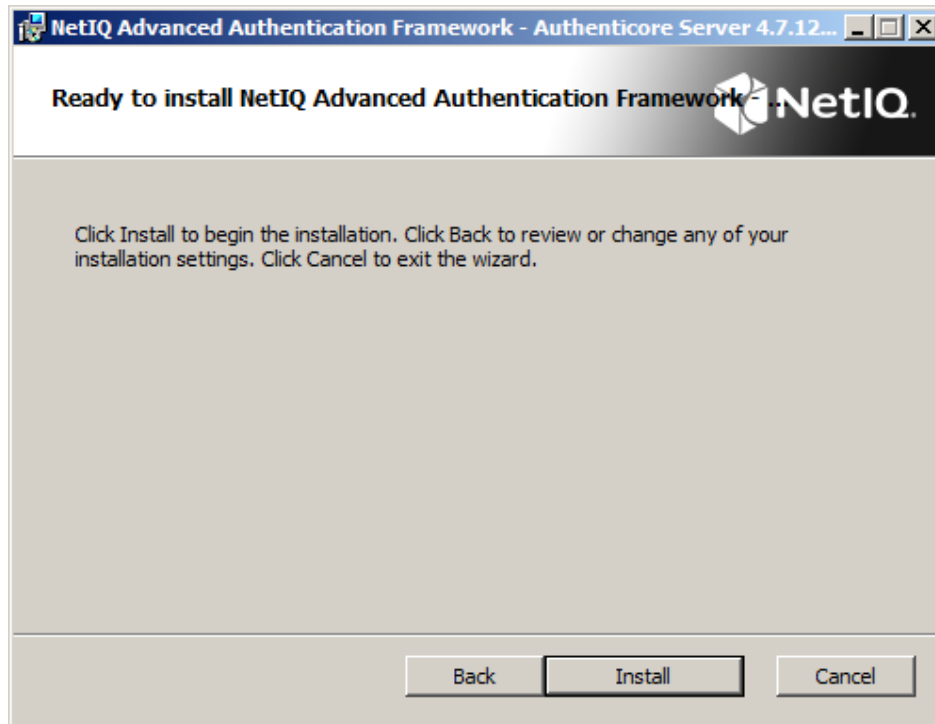 NetIQ Advanced Authentication Framework - Authenticore Server 4.7.12...
Ready to install NetIQ Advanced Authentication Framework - ...
NetIQ.
Click Install to begin the installation. Click Back to review or change any of your
installation settings. Click Cancel to exit the wizard.
Back
Install
Cancel